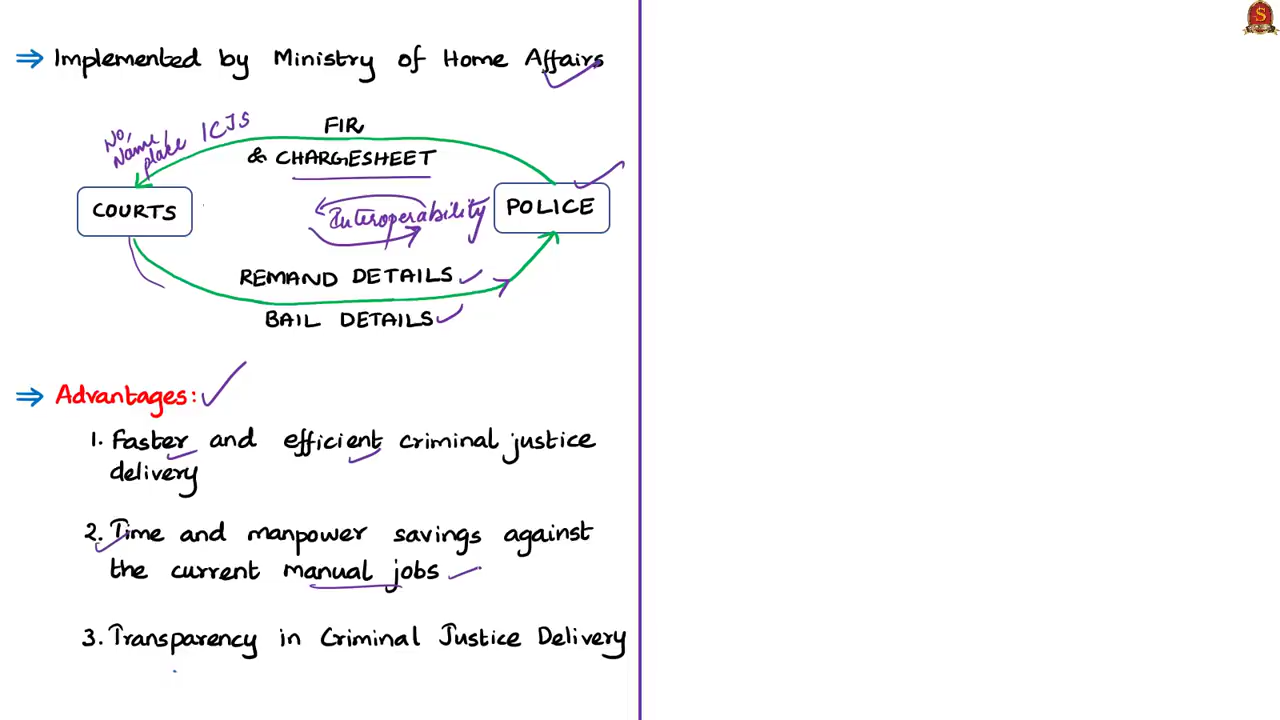 ⇒ Implemented by Ministry of Home Affairs
No,
Name/
place
ICJS
FIR
& CHARGESHEET
COURTS
Interoperability
POLICE
REMAND DETAILS
BAIL DETAILS
⇒ Advantages:
1. Faster and efficient criminal justice
delivery
2. Time and manpower savings against
the current manual jobs
3. Transparency in Criminal Justice Delivery
S